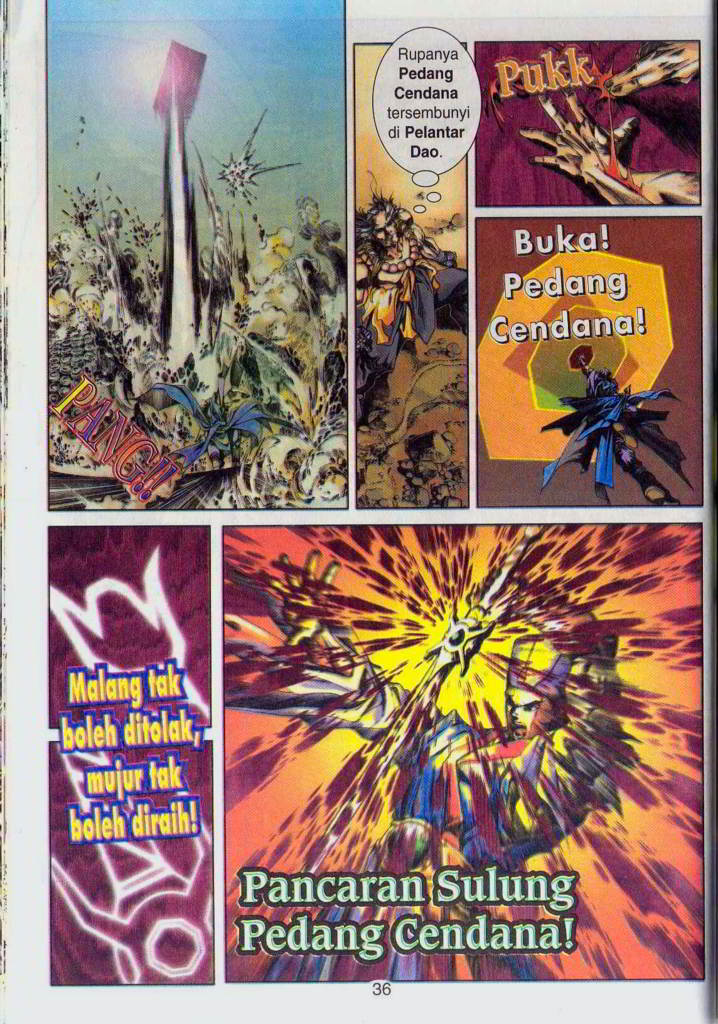 PANG!!
Rupanya
Pedang
Cendana
tersembunyi
di Pelantar
Dao.
Pukk
Buka!
Pedang
Cendana!
Malang tak
boleh ditolak,
mujur tak
boleh diraih!
Pancaran Sulung
Pedang Cendana!
36